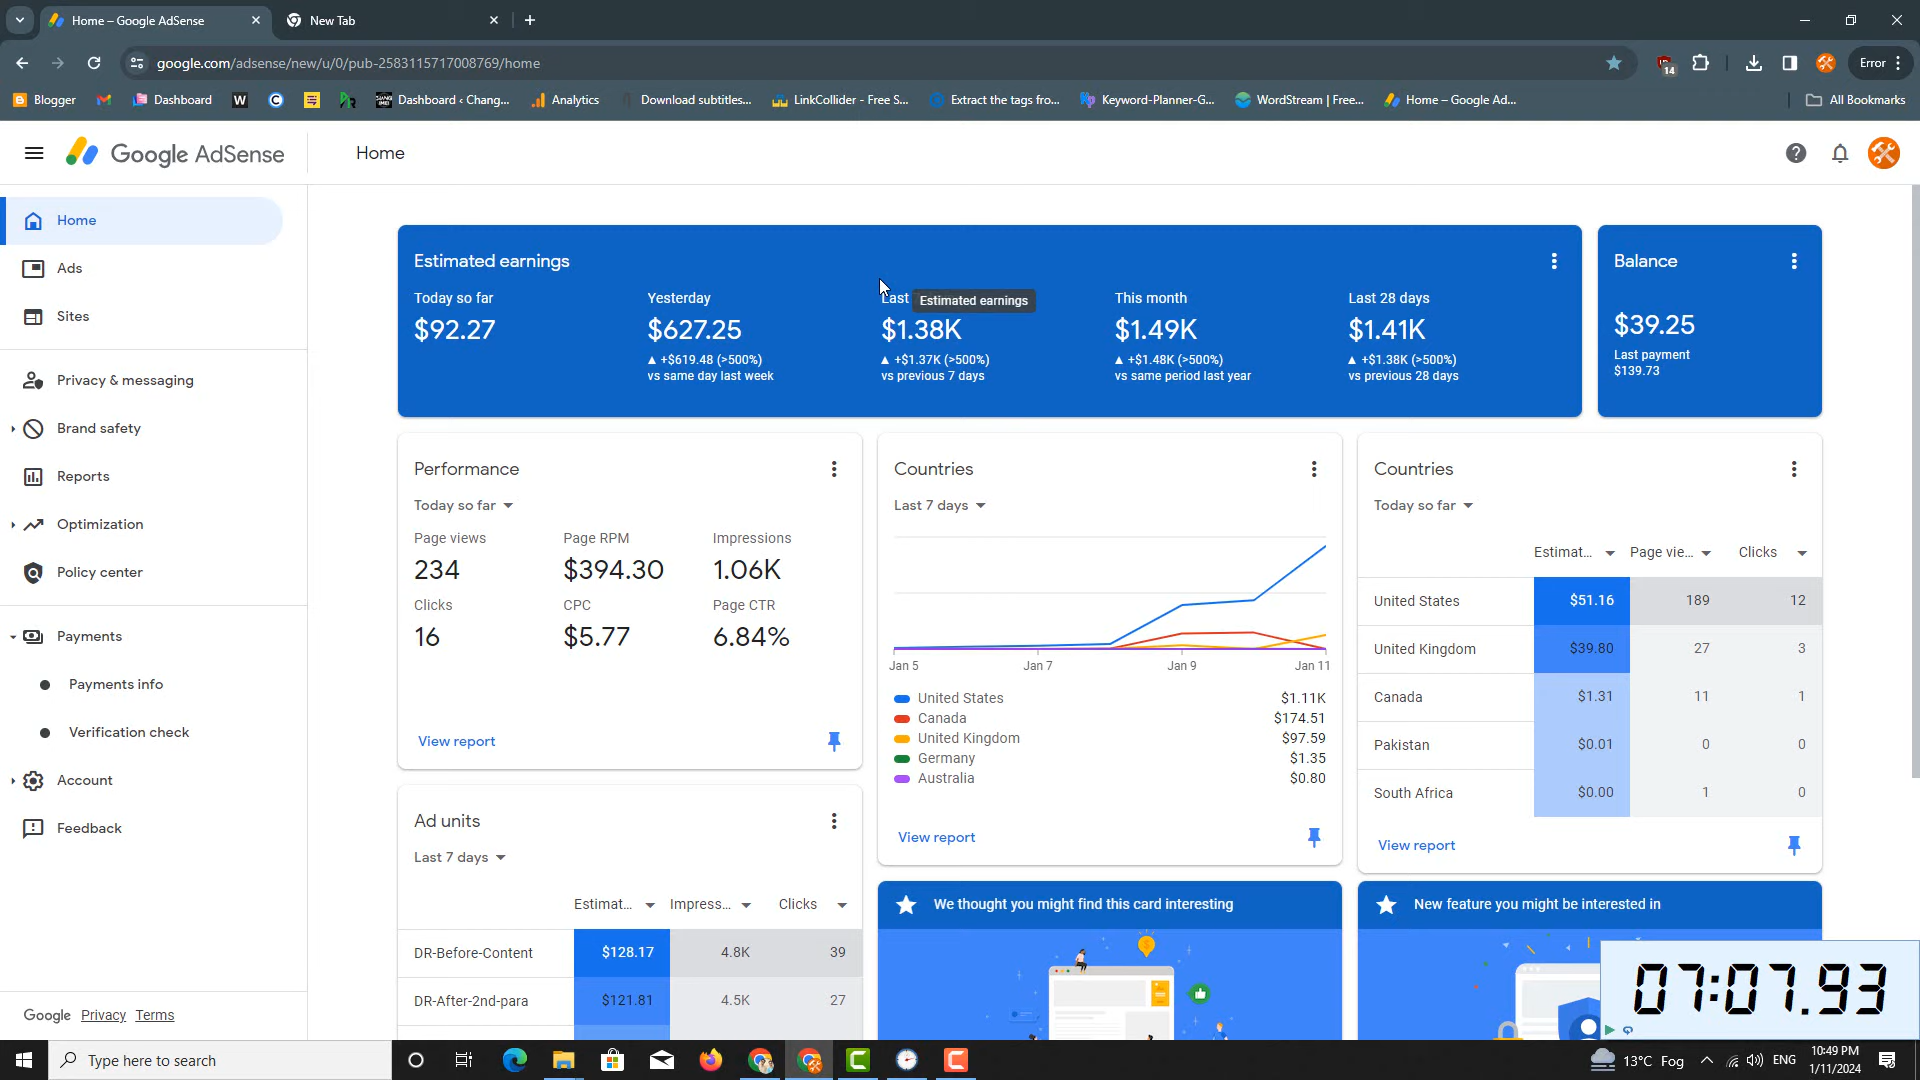 Home – Google AdSense
New Tab
google.com/adsense/new/u/0/pub-2583115717008769/home
14
Error
Blogger
Dashboard
W
Dashboard ‹ Chang...
Analytics
Download subtitles...
LinkCollider - Free S...
Extract the tags fro...
Keyword-Planner-G...
WordStream | Free...
Home – Google Ad...
All Bookmarks
Google AdSense
Home
Home
Ads
Sites
Privacy & messaging
Brand safety
Reports
Optimization
Policy center
Payments
Payments info
Verification check
Account
Feedback
Google Privacy Terms
Estimated earnings
Today so far
$92.27
Yesterday
$627.25
+$619.48 (>500%)
vs same day last week
Last
Estimated earnings
$1.38K
+$1.37K (>500%)
vs previous 7 days
This month
$1.49K
+$1.48K (>500%)
vs same period last year
Last 28 days
$1.41K
+$1.38K (>500%)
vs previous 28 days
Balance
$39.25
Last payment
$139.73
Performance
Today so far
Page views
234
Page RPM
$394.30
Impressions
1.06K
Clicks
16
CPC
$5.77
Page CTR
6.84%
View report
Countries
Last 7 days
Jan 5 Jan 7 Jan 9 Jan 11
United States $1.11K
Canada $174.51
United Kingdom $97.59
Germany $1.35
Australia $0.80
View report
Countries
Today so far
Estimat... Page vie... Clicks
United States $51.16 189 12
United Kingdom $39.80 27 3
Canada $1.31 11 1
Pakistan $0.01 0 0
South Africa $0.00 1 0
View report
Ad units
Last 7 days
Estimat... Impress... Clicks
DR-Before-Content $128.17 4.8K 39
DR-After-2nd-para $121.81 4.5K 27
We thought you might find this card interesting
New feature you might be interested in
07:07.93
Type here to search
13°C Fog
ENG
10:49 PM
1/11/2024